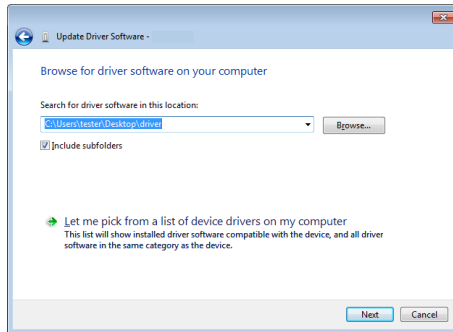 Update Driver Software -
Browse for driver software on your computer
Search for driver software in this location:
C:\Users\tester\Desktop\driver
Browse...
Include subfolders
Let me pick from a list of device drivers on my computer
This list will show installed driver software compatible with the device, and all driver
software in the same category as the device.
Next Cancel